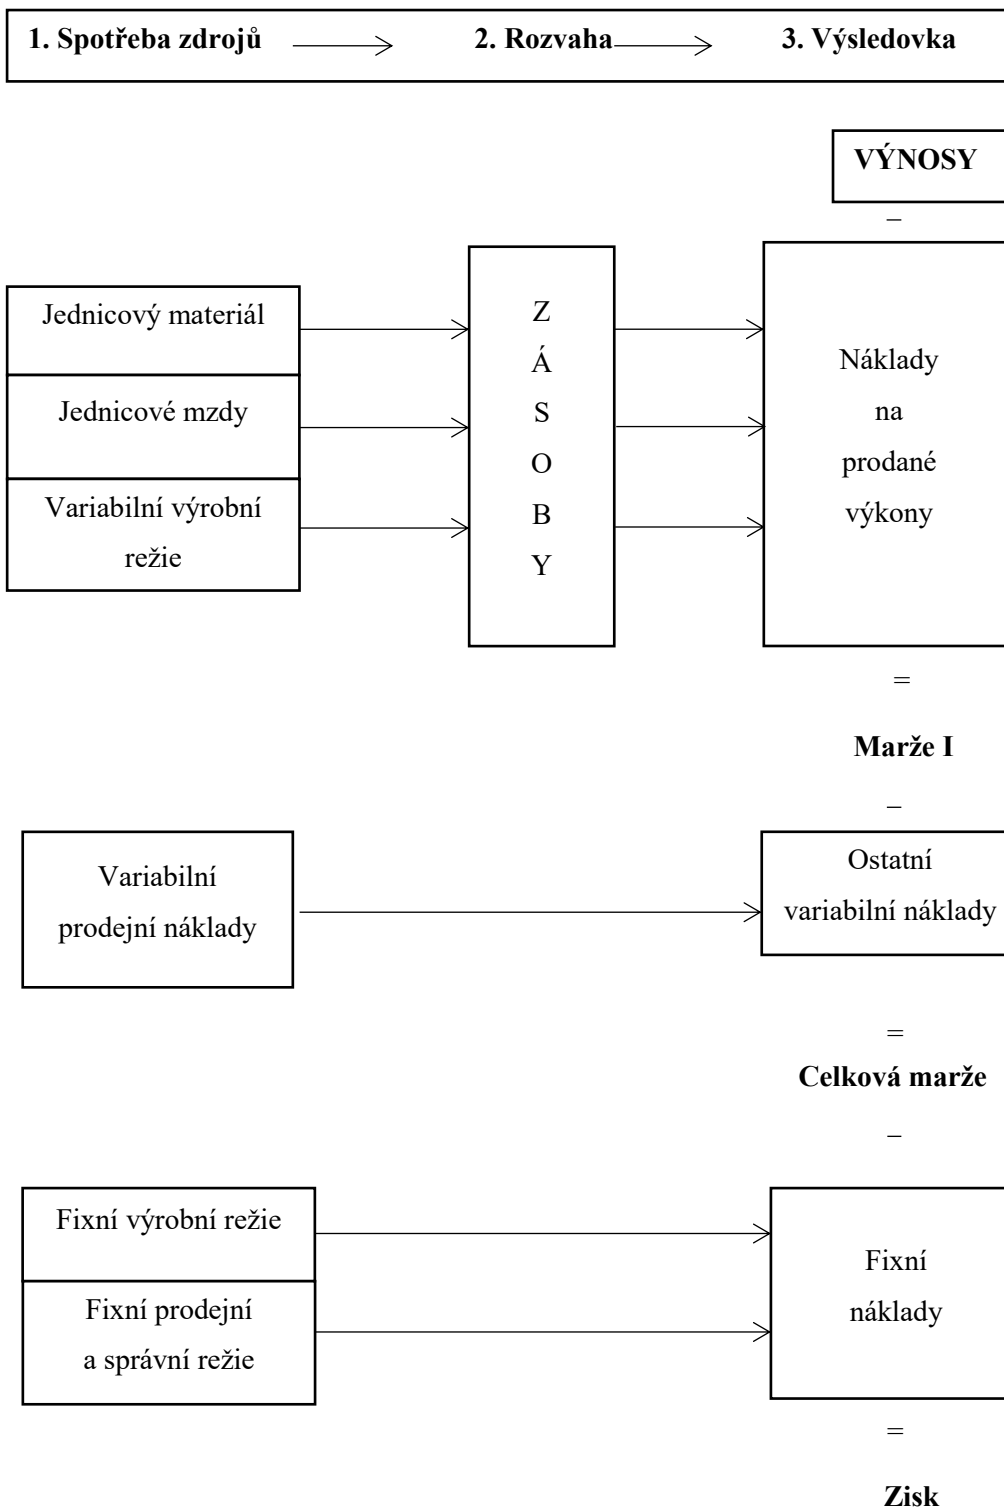 1. Spotřeba zdrojů 2. Rozvaha 3. Výsledovka
VÝNOSY
–
Jednicový materiál
Jednicové mzdy
Variabilní výrobní
režie
Z
Á
S
O
B
Y
Náklady
na
prodané
výkony
=
Marže I
–
Variabilní
prodejní náklady
Ostatní
variabilní náklady
=
Celková marže
–
Fixní výrobní režie
Fixní prodejní
a správní režie
Fixní
náklady
=
Zisk